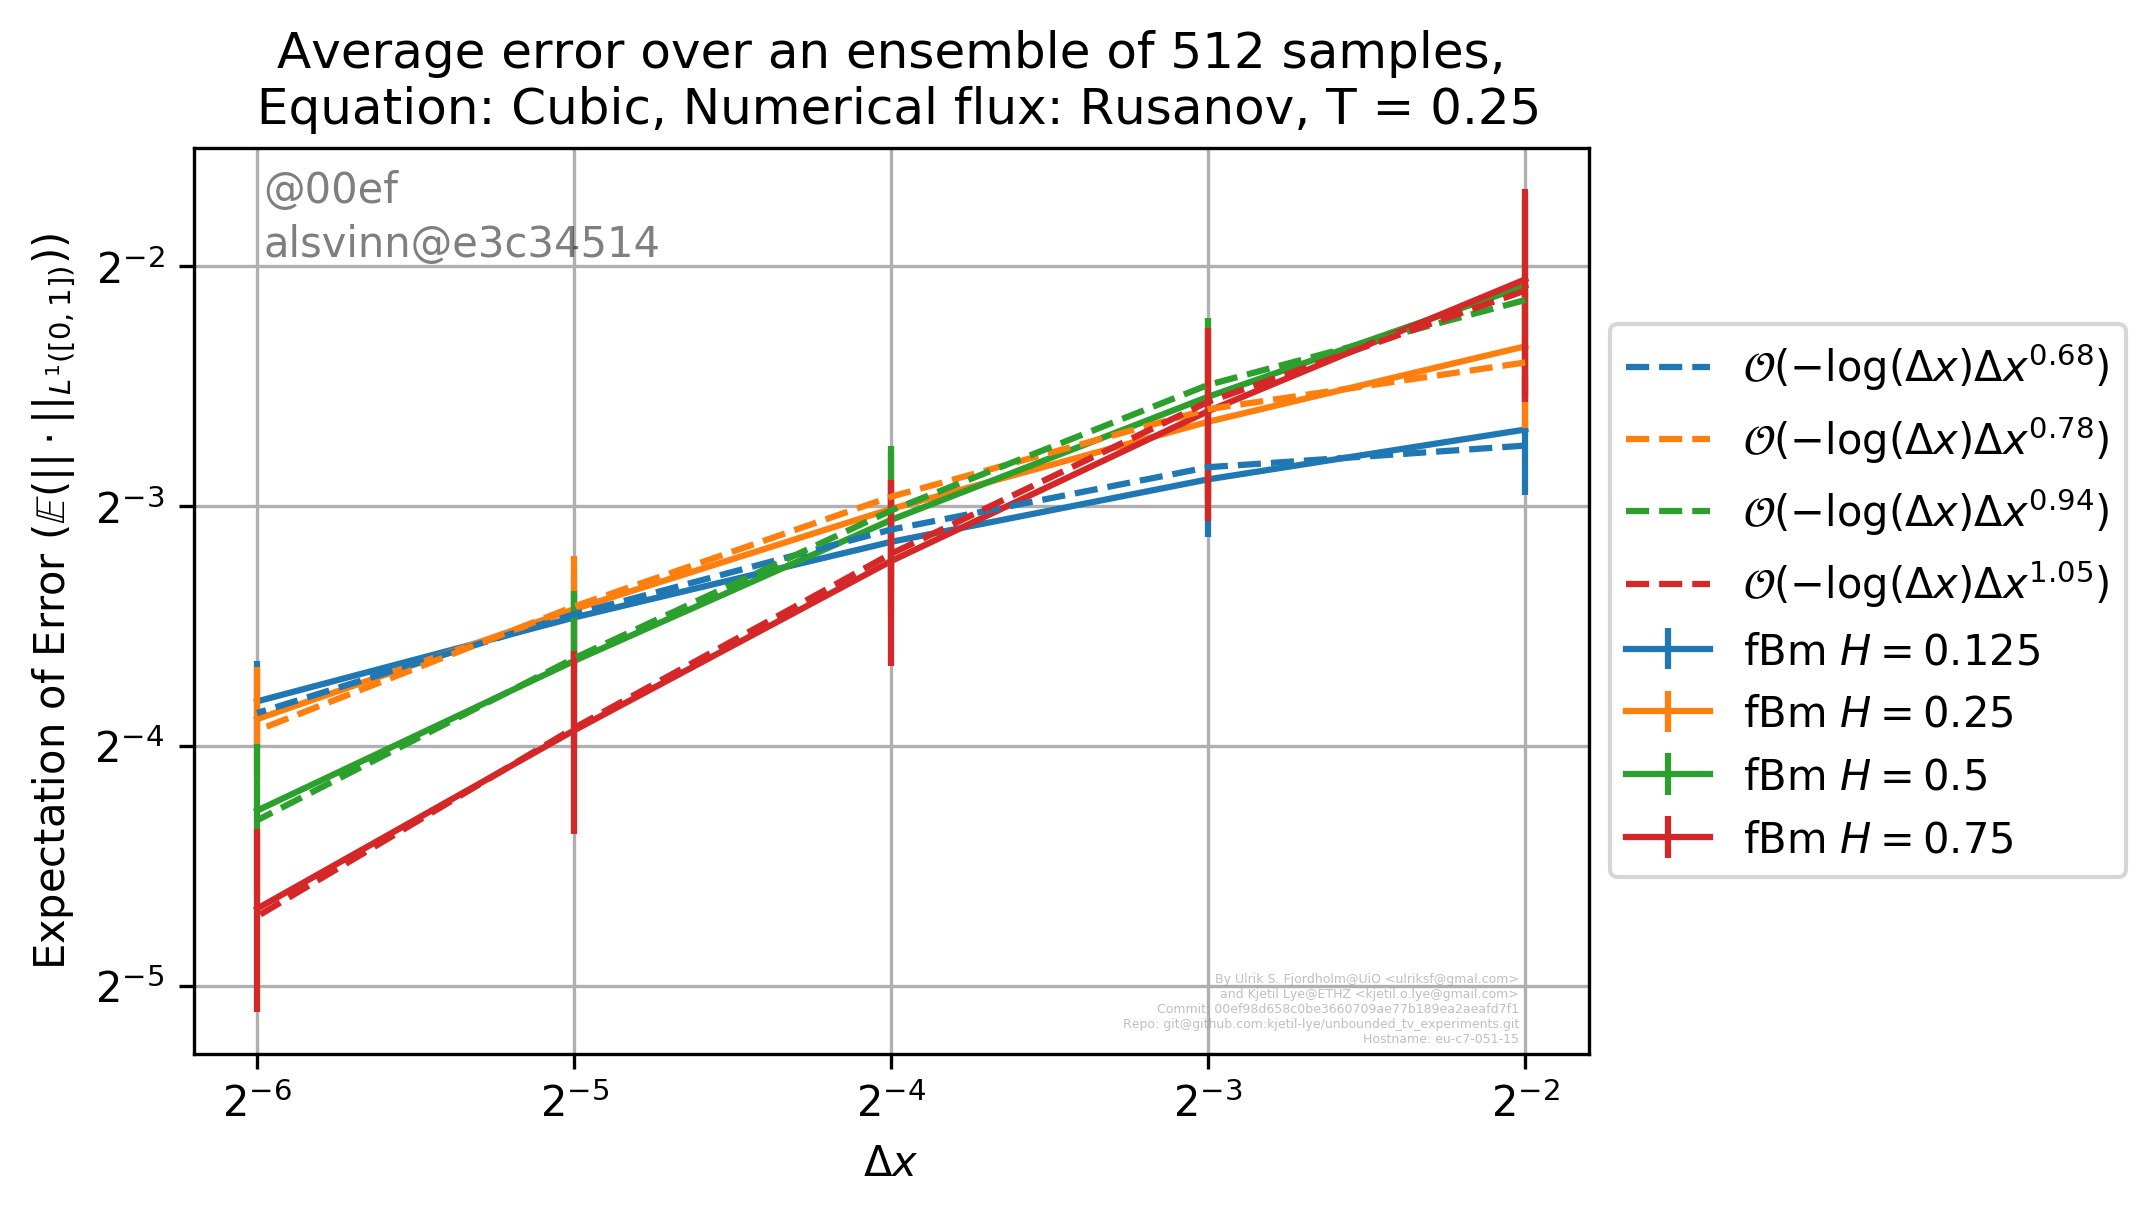 Average error over an ensemble of 512 samples,
Equation: Cubic, Numerical flux: Rusanov, T = 0.25
@00ef
alsvinn@e3c34514
Expectation of Error (𝔼(||·||_{L^1([0,1])}))
2^{-2}
2^{-3}
2^{-4}
2^{-5}
2^{-6}
2^{-5}
2^{-4}
2^{-3}
2^{-2}
Δx
By Ulrik S. Fjordholm@UiO <ulriksf@gmal.com>
and Kjetil Lye@ETHZ <kjetil.o.lye@gmail.com>
Commit: 00ef98d658c0be3660709ae77b189ea2aeafd7f1
Repo: git@github.com:kjetil-lye/unbounded_tv_experiments.git
Hostname: eu-c7-051-15
𝒪(−log(Δx)Δx^{0.68})
𝒪(−log(Δx)Δx^{0.78})
𝒪(−log(Δx)Δx^{0.94})
𝒪(−log(Δx)Δx^{1.05})
fBm H = 0.125
fBm H = 0.25
fBm H = 0.5
fBm H = 0.75